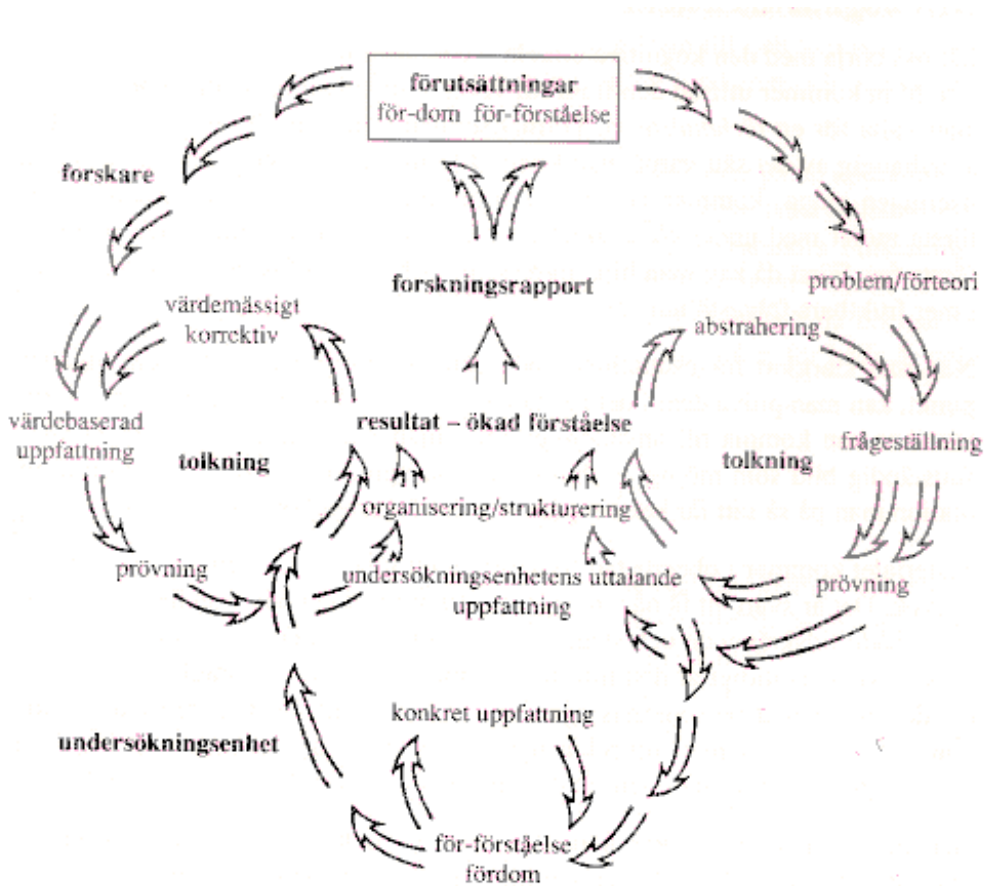 förutsättningar
för-dom för-förståelse
forskare
forskningsrapport
problem/förteori
värdemässigt
korrektiv
abstrahering
värdebaserad
uppfattning
resultat – ökad förståelse
frågeställning
tolkning
tolkning
organisering/strukturering
prövning
undersökningsenhetens uttalande
uppfattning
prövning
konkret uppfattning
undersökningsenhet
för-förståelse
fördom